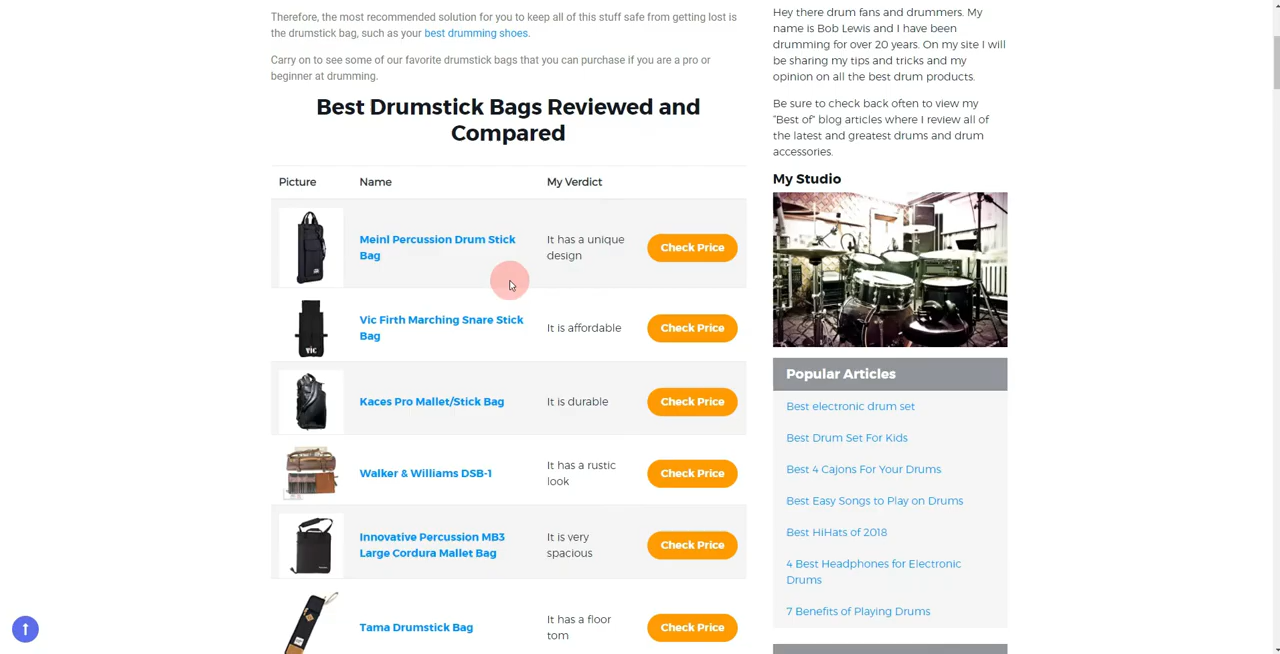 Therefore, the most recommended solution for you to keep all of this stuff safe from getting lost is
the drumstick bag, such as your best drumming shoes.
Carry on to see some of our favorite drumstick bags that you can purchase if you are a pro or
beginner at drumming.
Best Drumstick Bags Reviewed and
Compared
Picture Name My Verdict
Meinl Percussion Drum Stick
Bag
It has a unique
design
Check Price
Vic Firth Marching Snare Stick
Bag
It is affordable
Check Price
VIC
Kaces Pro Mallet/Stick Bag
It is durable
Check Price
Walker & Williams DSB-1
It has a rustic
look
Check Price
Innovative Percussion MB3
Large Cordura Mallet Bag
It is very
spacious
Check Price
Tama Drumstick Bag
It has a floor
tom
Check Price
Hey there drum fans and drummers. My
name is Bob Lewis and I have been
drumming for over 20 years. On my site I will
be sharing my tips and tricks and my
opinion on all the best drum products.
Be sure to check back often to view my
"Best of" blog articles where I review all of
the latest and greatest drums and drum
accessories.
My Studio
Popular Articles
Best electronic drum set
Best Drum Set For Kids
Best 4 Cajons For Your Drums
Best Easy Songs to Play on Drums
Best HiHats of 2018
4 Best Headphones for Electronic
Drums
7 Benefits of Playing Drums